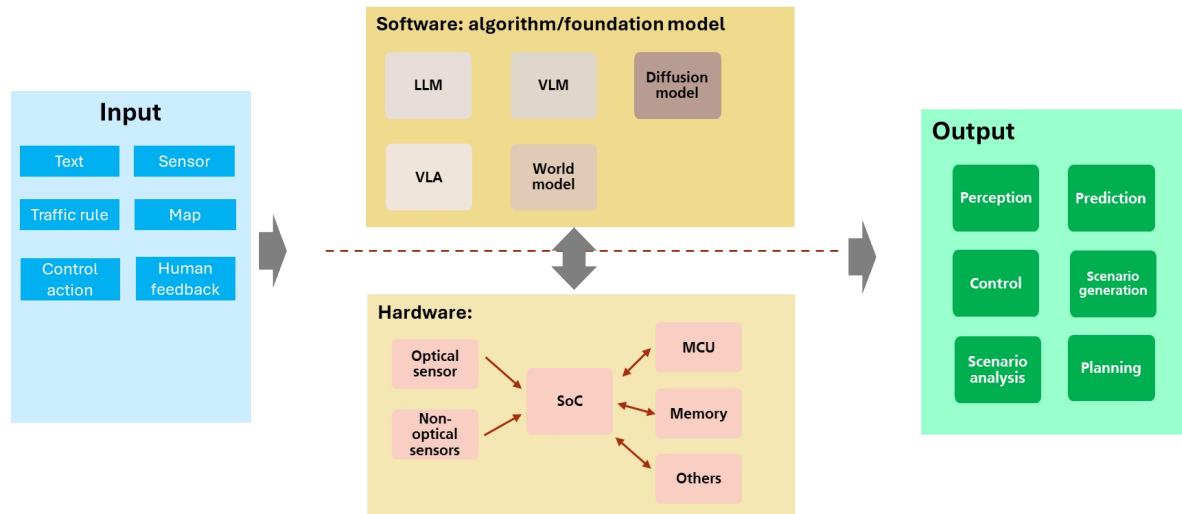 Input
Text
Sensor
Traffic rule
Map
Control
action
Human
feedback
Software: algorithm/foundation model
LLM
VLM
Diffusion
model
VLA
World
model
Hardware:
Optical
sensor
Non-
optical
sensors
SoC
MCU
Memory
Others
Output
Perception
Prediction
Control
Scenario
generation
Scenario
analysis
Planning